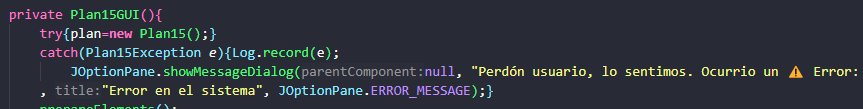 private Plan15GUI(){
try{plan=new Plan15();}
catch(Plan15Exception e){Log.record(e);
JOptionPane.showMessageDialog(parentComponent:null, "Perdón usuario, lo sentimos. Ocurrio un ⚠️ Error:
, title:"Error en el sistema", JOptionPane.ERROR_MESSAGE);}
prepareElements();